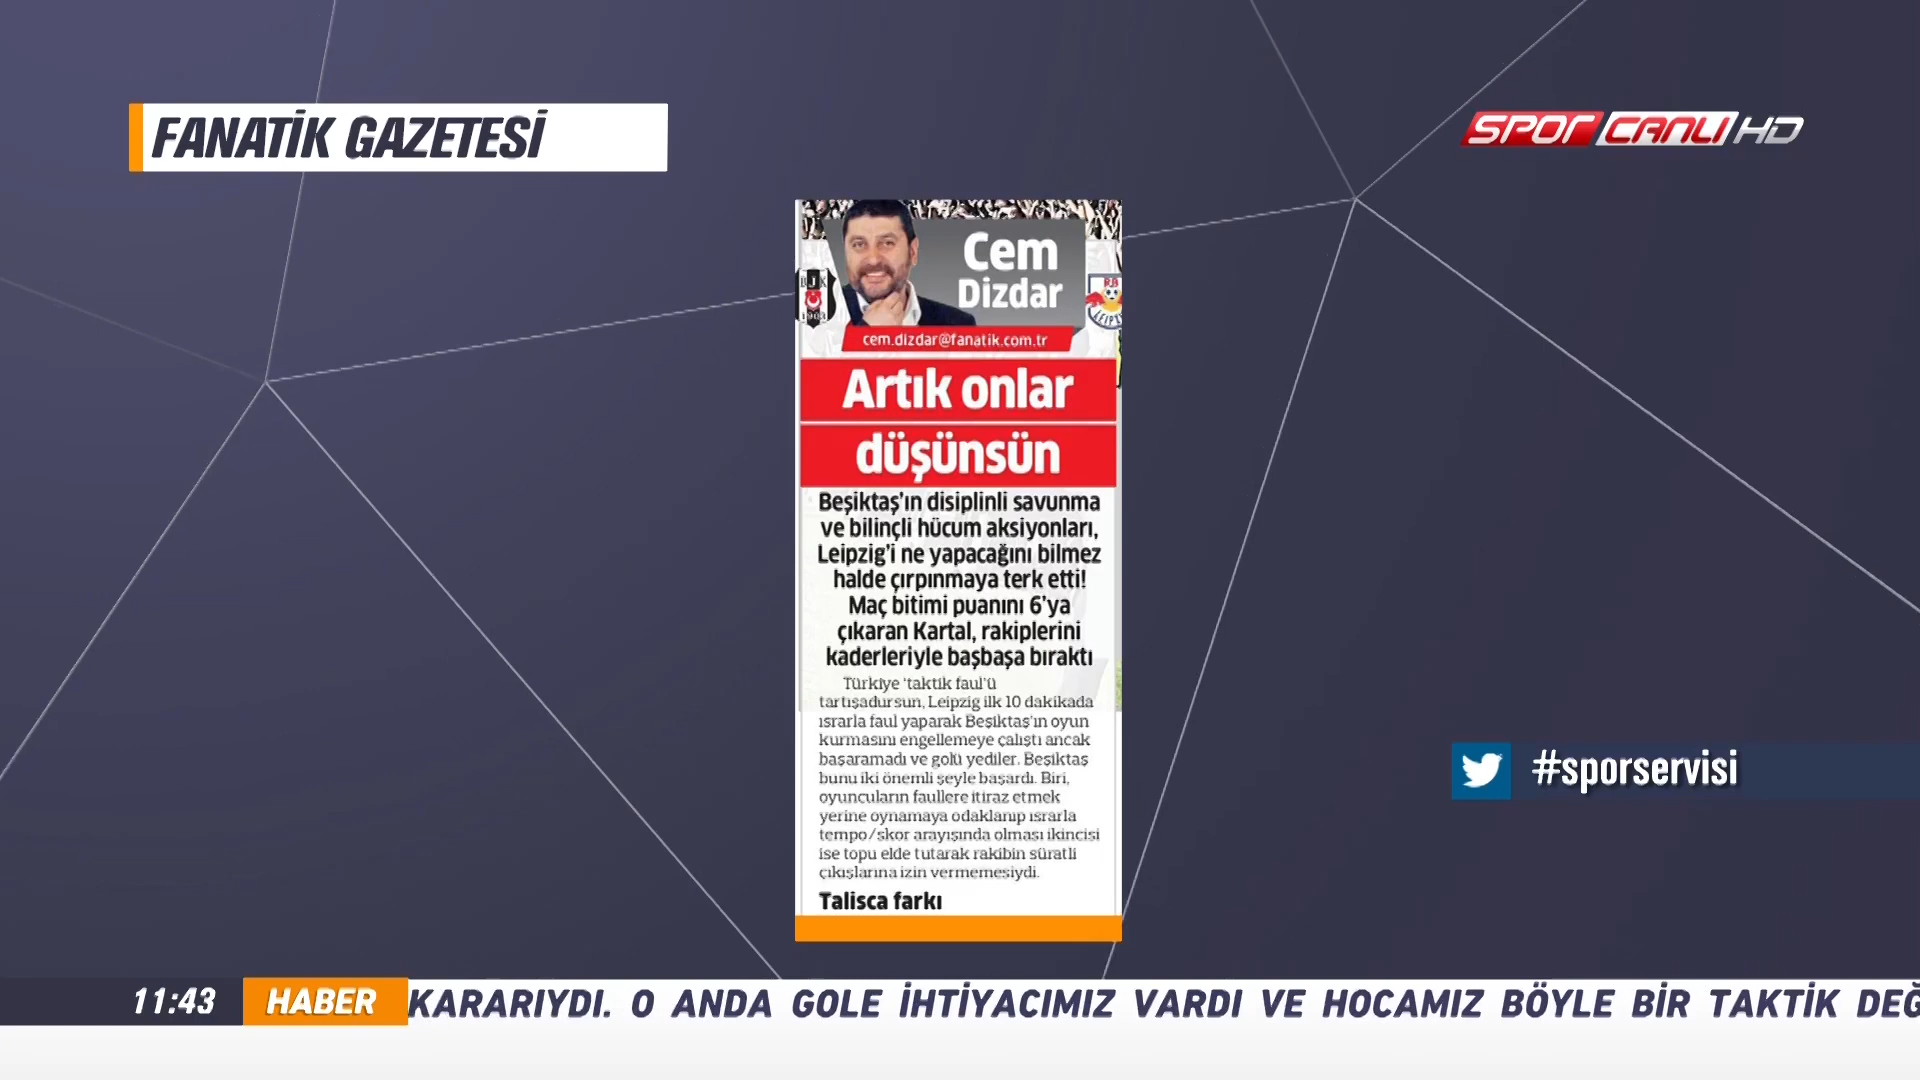 FANATİK GAZETESİ
SPOR CANLI HD
Cem
Dizdar
BJK
1903
RB
LEIPZ
cem.dizdar@fanatik.com.tr
Artık onlar
düşünsün
Beşiktaş'ın disiplinli savunma
ve bilinçli hücum aksiyonları,
Leipzig'i ne yapacağını bilmez
halde çırpınmaya terk etti!
Maç bitimi puanını 6'ya
çıkaran Kartal, rakiplerini
kaderleriyle başbaşa bıraktı
Türkiye 'taktik faul'ü
tartışadursun, Leipzig ilk 10 dakikada
ısrarla faul yaparak Beşiktaş'ın oyun
kurmasını engellemeye çalıştı ancak
başaramadı ve golü yediler. Beşiktaş
bunu iki önemli şeyle başardı. Biri,
oyuncuların faullere itiraz etmek
yerine oynamaya odaklanıp ısrarla
tempo/skor arayışında olması ikincisi
ise topu elde tutarak rakibin süratli
çıkışlarına izin vermemesiydi.
Talisca farkı
#sporservisi
11:43 HABER KARARIYDI. O ANDA GOLE İHTİYACIMIZ VARDI VE HOCAMIZ BÖYLE BİR TAKTİK DEĞ